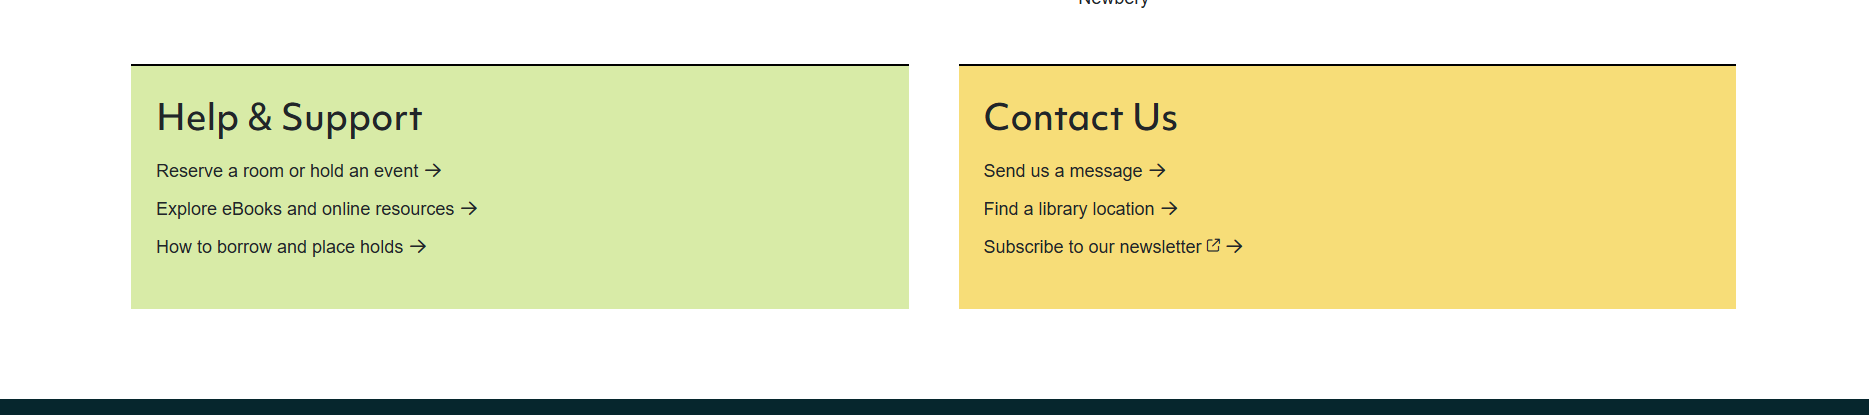 Newbery
Help & Support
Reserve a room or hold an event →
Explore eBooks and online resources →
How to borrow and place holds →
Contact Us
Send us a message →
Find a library location →
Subscribe to our newsletter →